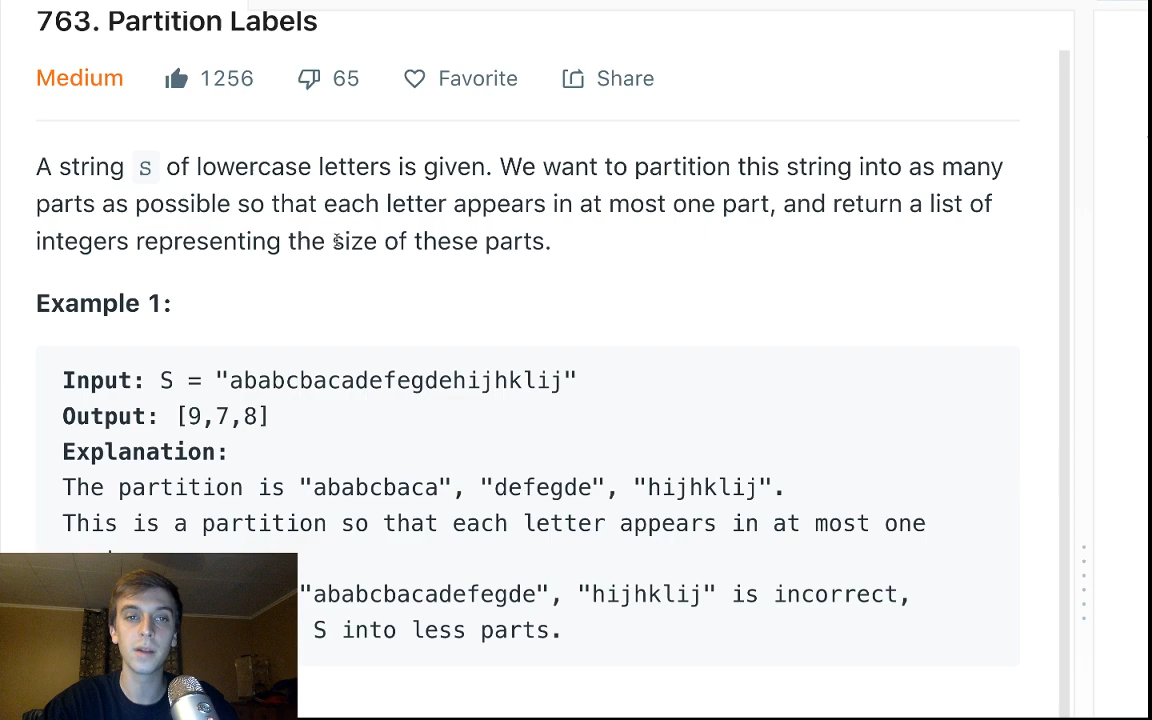 763. Partition Labels
Medium 1256 65 Favorite Share
A string S of lowercase letters is given. We want to partition this string into as many
parts as possible so that each letter appears in at most one part, and return a list of
integers representing the size of these parts.
Example 1:
Input: S = "ababcbacadefegdehijhklij"
Output: [9,7,8]
Explanation:
The partition is "ababcbaca", "defegde", "hijhklij".
This is a partition so that each letter appears in at most one
"ababcbacadefegde", "hijhklij" is incorrect,
S into less parts.